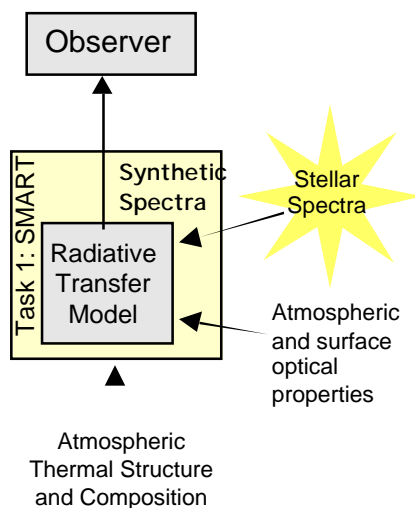 Observer
Task 1: SMART
Synthetic
Spectra
Stellar
Spectra
Radiative
Transfer
Model
Atmospheric
and surface
optical
properties
Atmospheric
Thermal Structure
and Composition